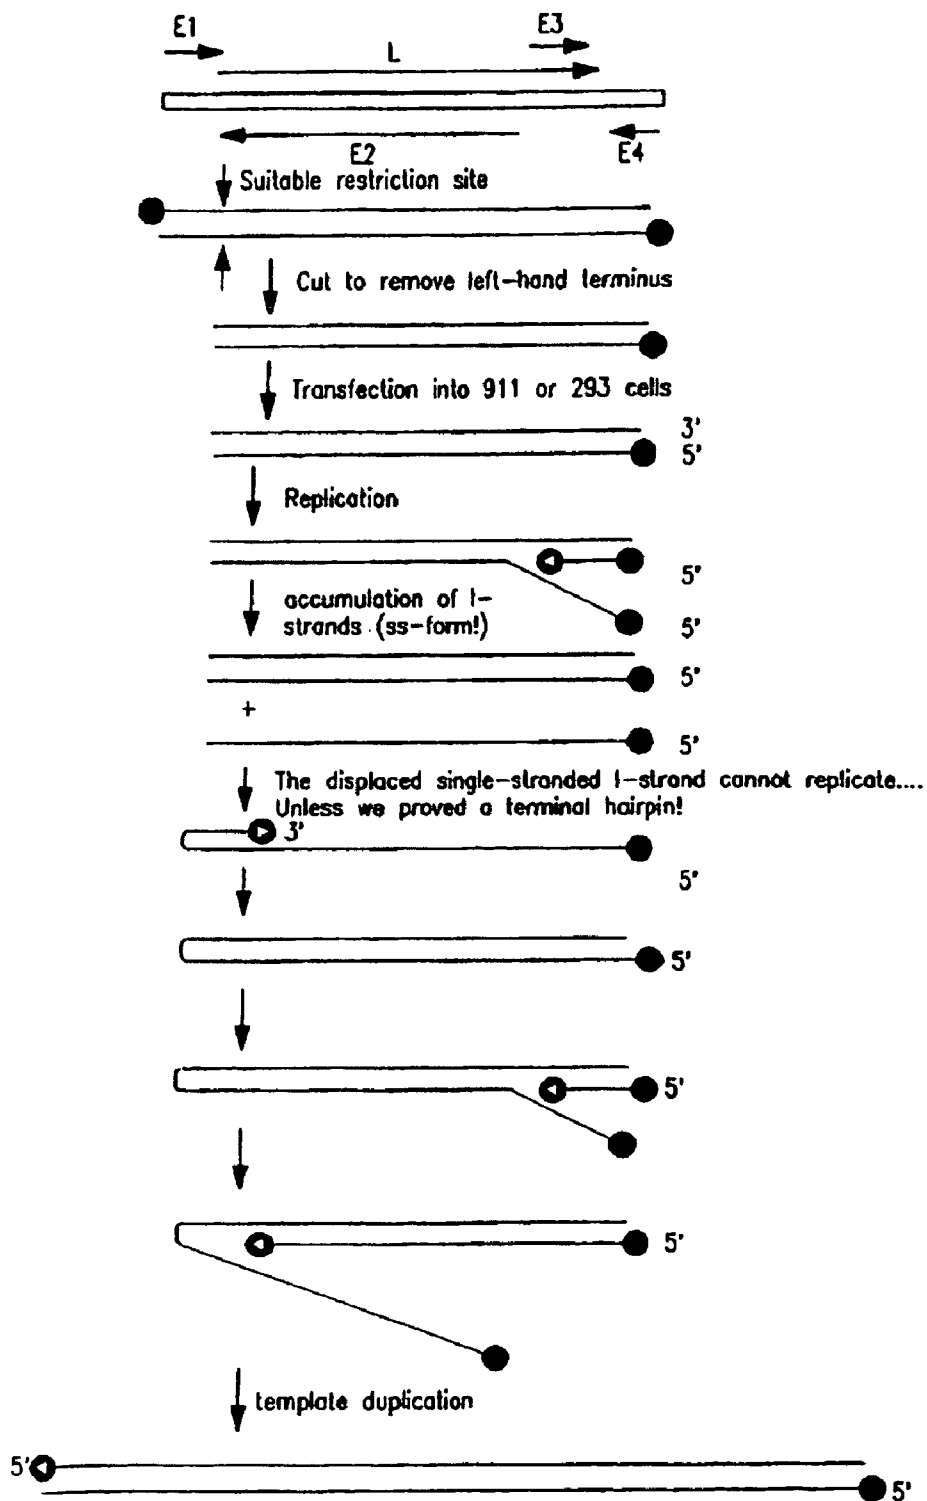 E1
E3
L
E2
E4
Suitable restriction site
Cut to remove left-hand terminus
Transfection into 911 or 293 cells
3'
5'
Replication
5'
accumulation of l-
strands (ss-form!)
5'
5'
+
5'
The displaced single-stranded l-strand cannot replicate....
Unless we proved a terminal hairpin!
3'
5'
5'
5'
5'
template duplication
5'
5'